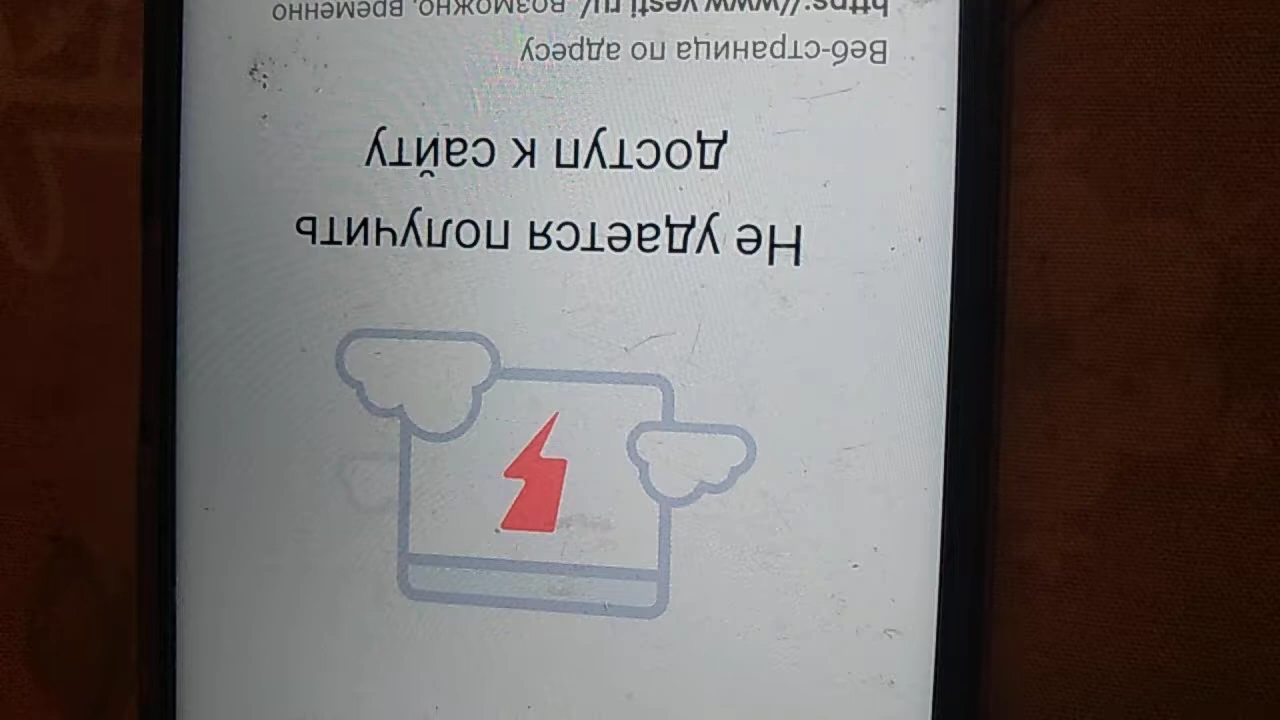 Не удается получить
доступ к сайту
Веб-страница по адресу
https://www.vesti.ru/, возможно, временно